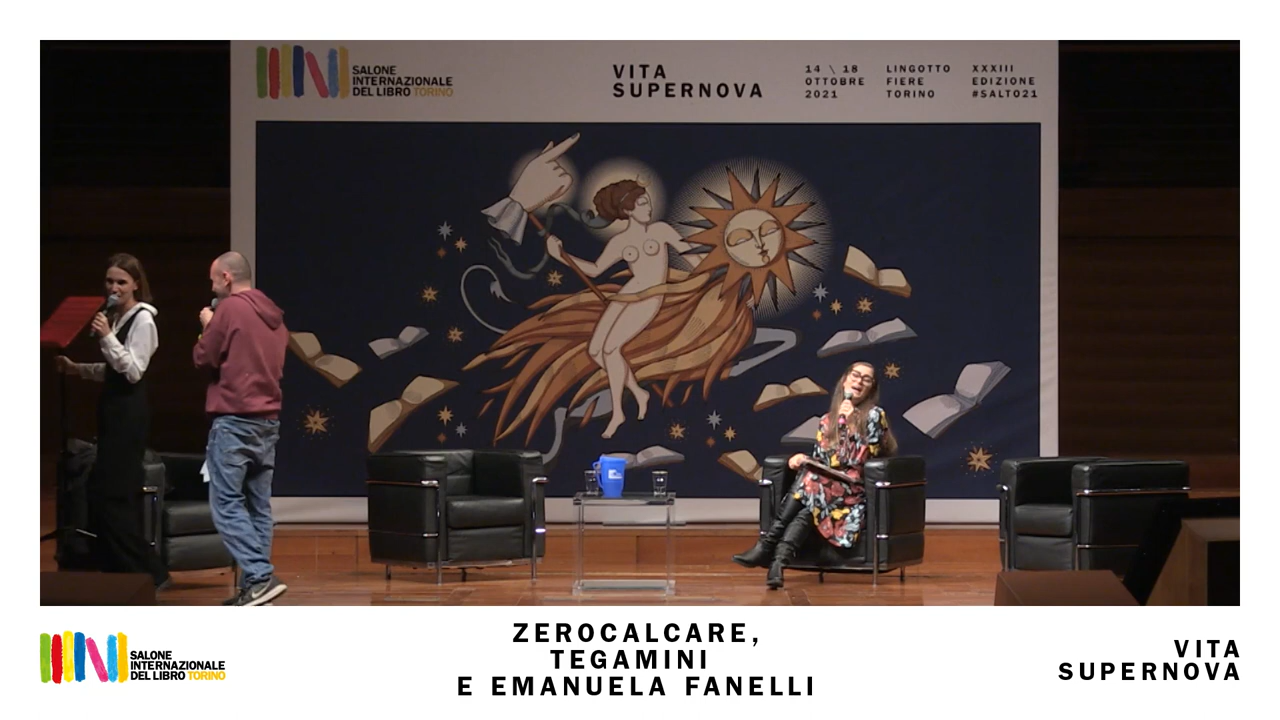 SALONE
INTERNAZIONALE
DEL LIBRO TORINO
VITA
SUPERNOVA
14 \ 18
OTTOBRE
2021
LINGOTTO
FIERE
TORINO
XXXIII
EDIZIONE
#SALTO21
SALONE
INTERNAZIONALE
DEL LIBRO TORINO
ZEROCALCARE,
TEGAMINI
E EMANUELA FANELLI
VITA
SUPERNOVA